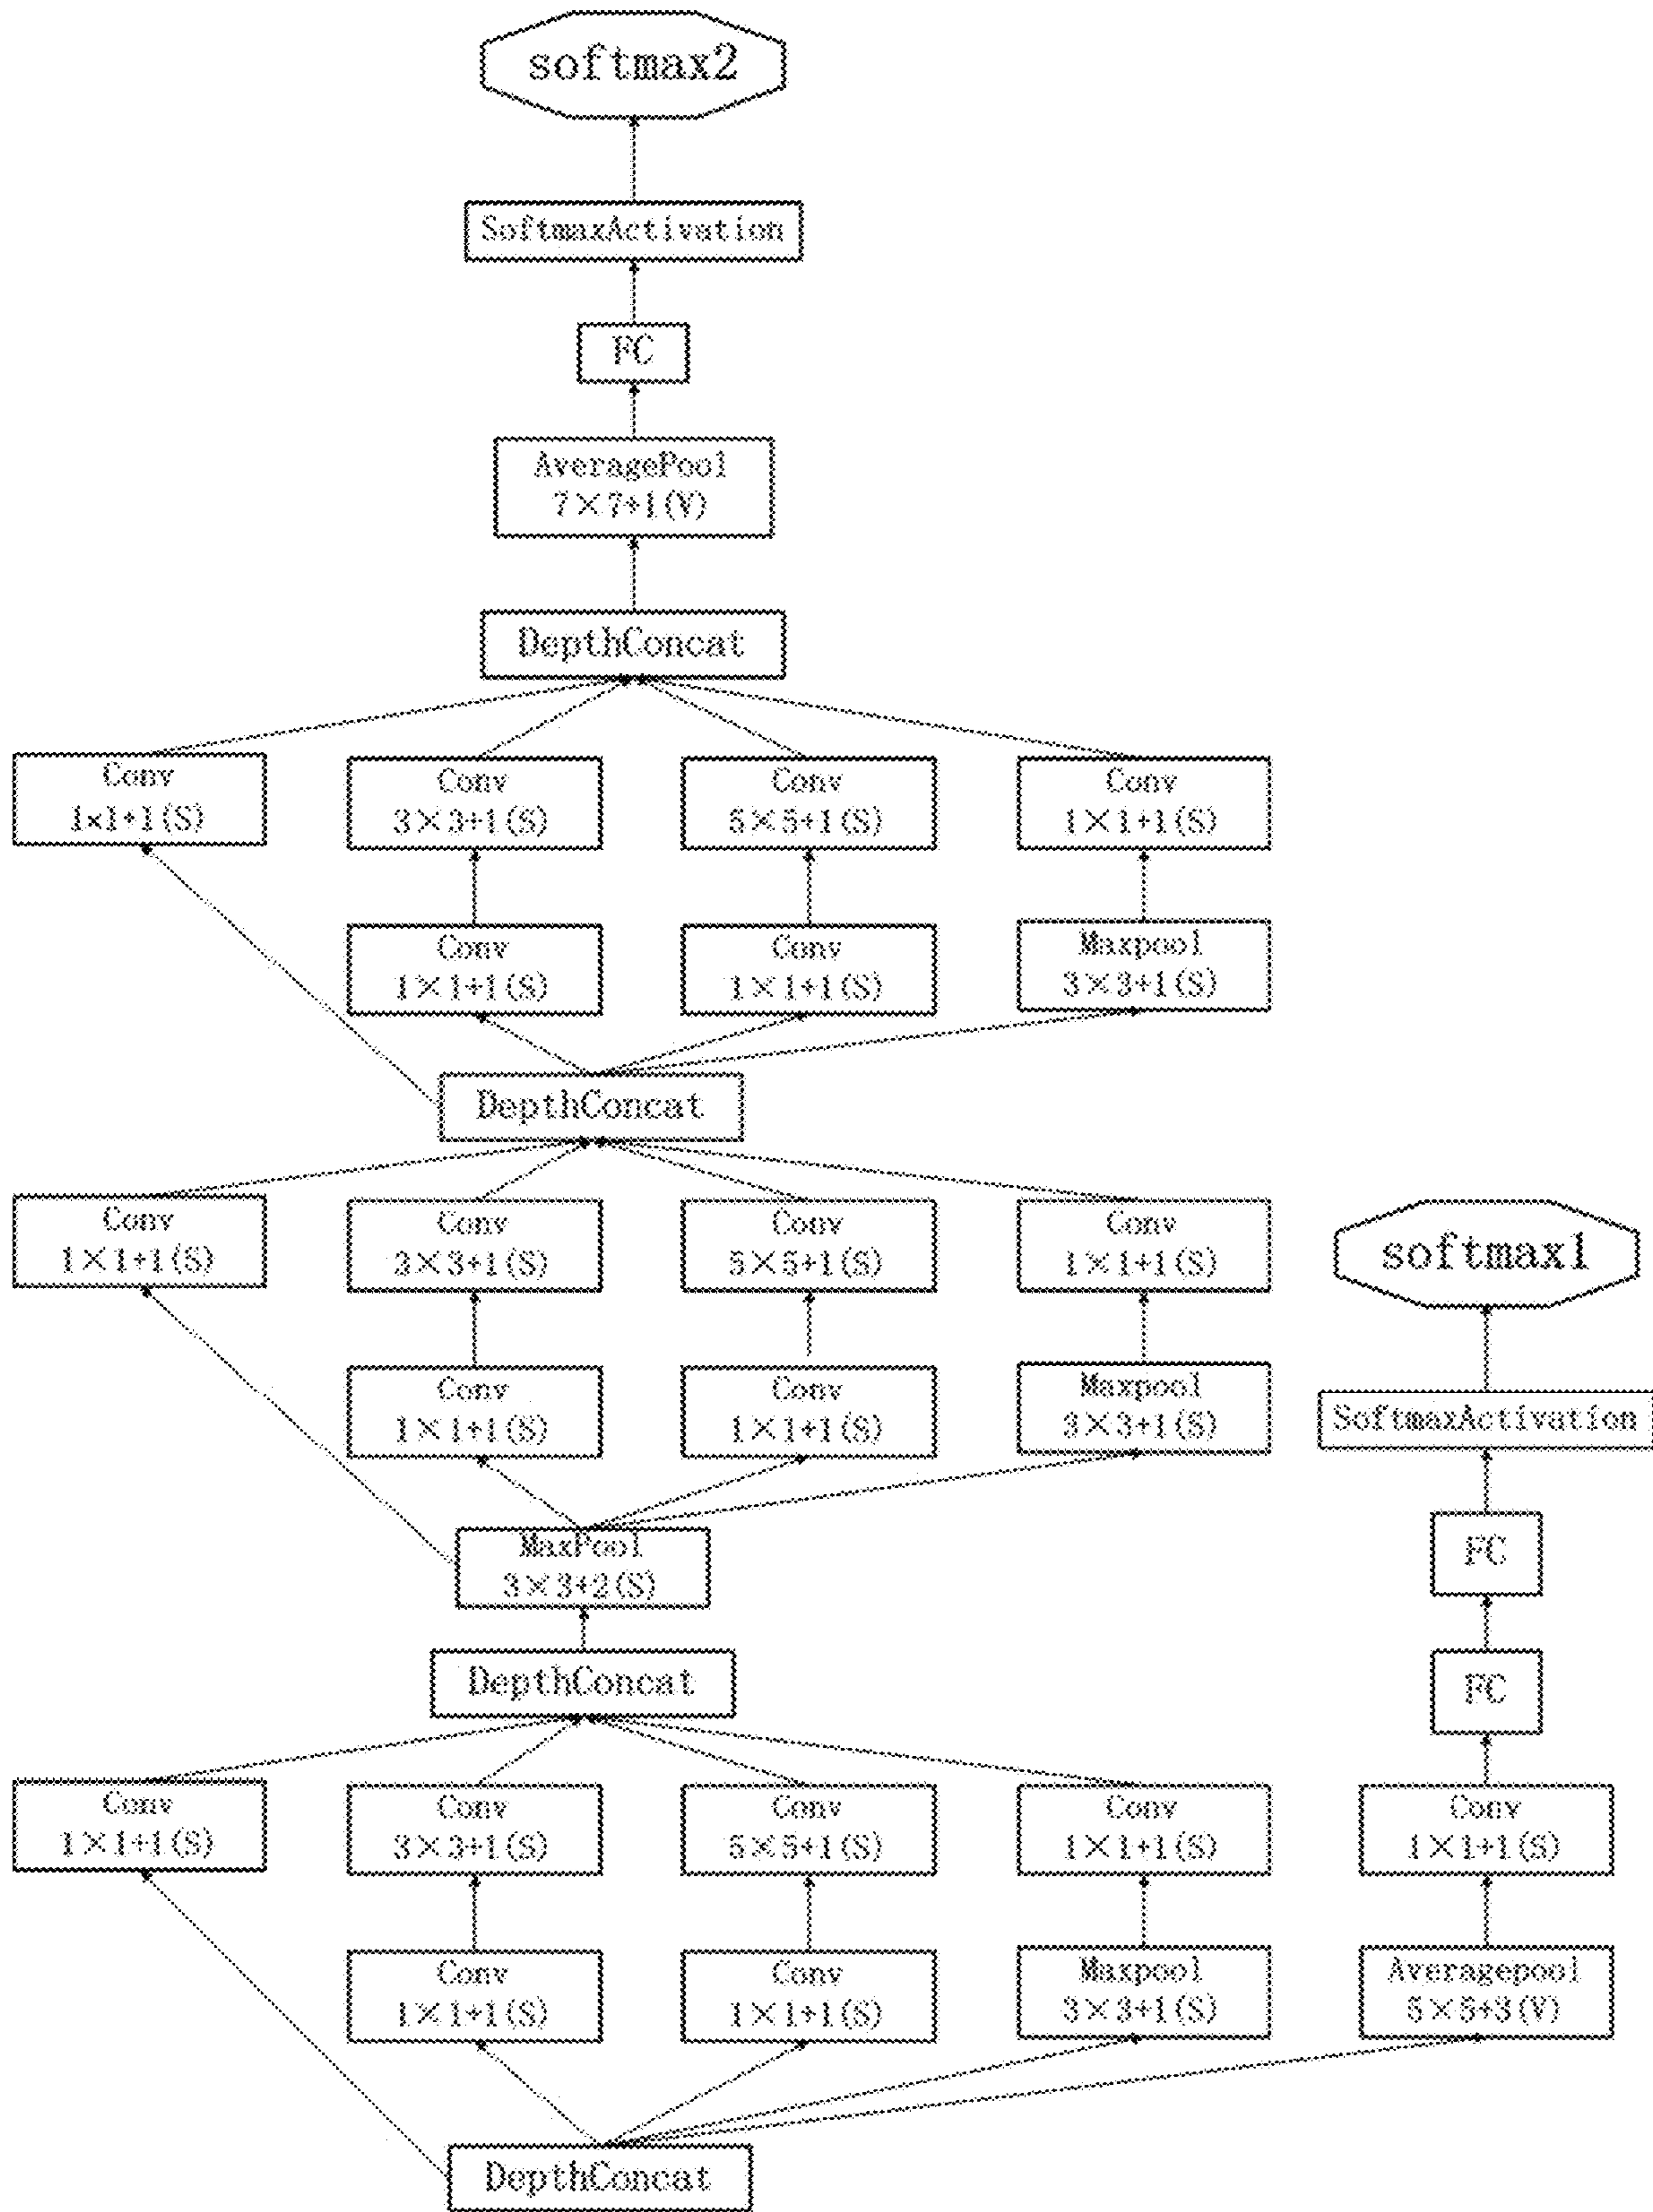 softmax2
SoftmaxActivation
FC
AveragePool
7×7+1(V)
DepthConcat
Conv
1×1+1(S)
Conv
3×3+1(S)
Conv
5×5+1(S)
Conv
1×1+1(S)
Conv
1×1+1(S)
Conv
1×1+1(S)
Maxpool
3×3+1(S)
DepthConcat
Conv
1×1+1(S)
Conv
3×3+1(S)
Conv
5×5+1(S)
Conv
1×1+1(S)
softmax1
Conv
1×1+1(S)
Conv
1×1+1(S)
Maxpool
3×3+1(S)
SoftmaxActivation
MaxPool
3×3+2(S)
FC
DepthConcat
FC
Conv
1×1+1(S)
Conv
3×3+1(S)
Conv
5×5+1(S)
Conv
1×1+1(S)
Conv
1×1+1(S)
Conv
1×1+1(S)
Conv
1×1+1(S)
Maxpool
3×3+1(S)
Averagepool
5×5+3(V)
DepthConcat